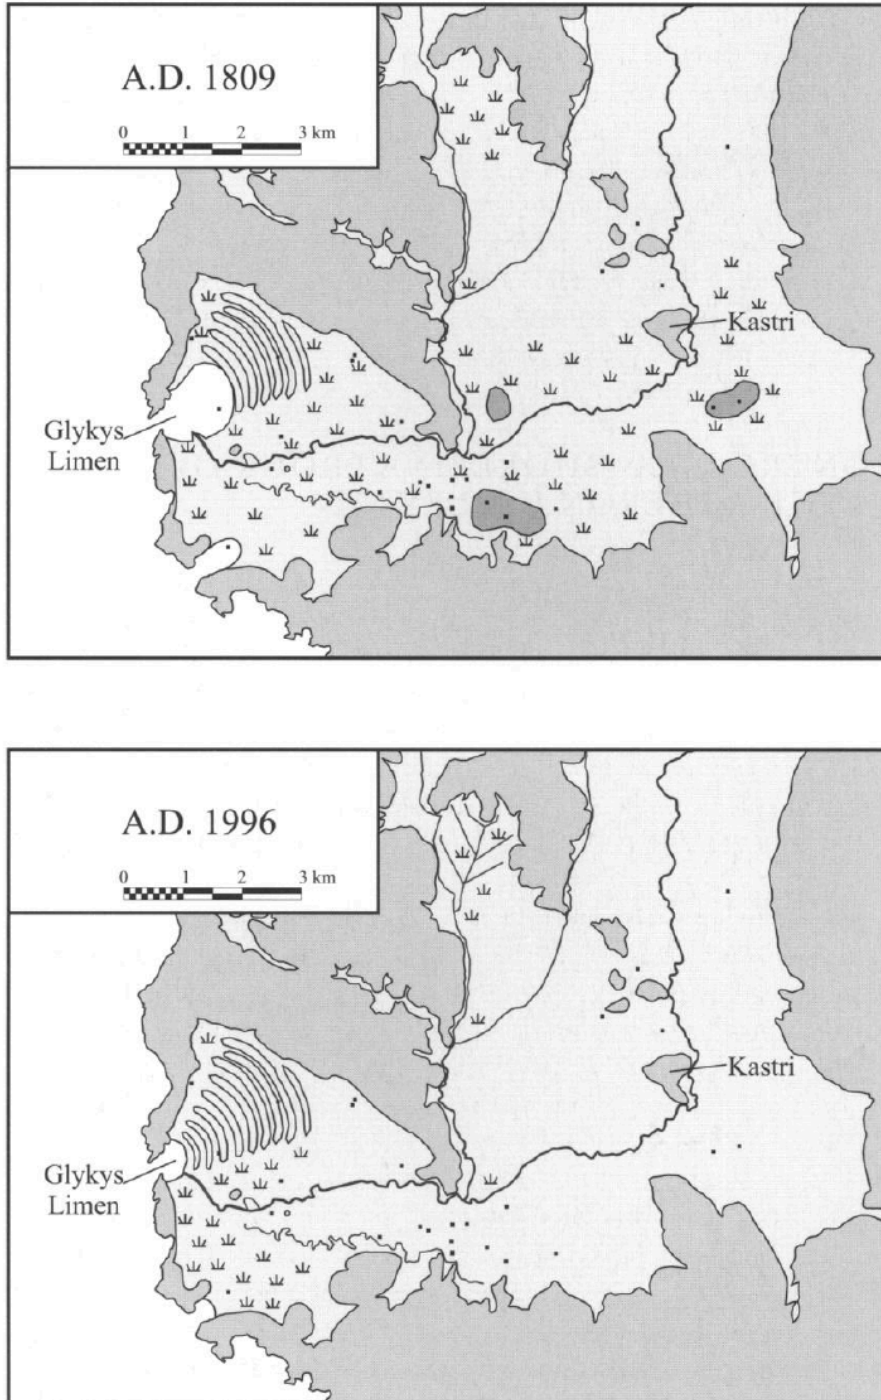 A.D. 1809
0 1 2 3 km
Kastri
Glykys
Limen
A.D. 1996
0 1 2 3 km
Kastri
Glykys
Limen